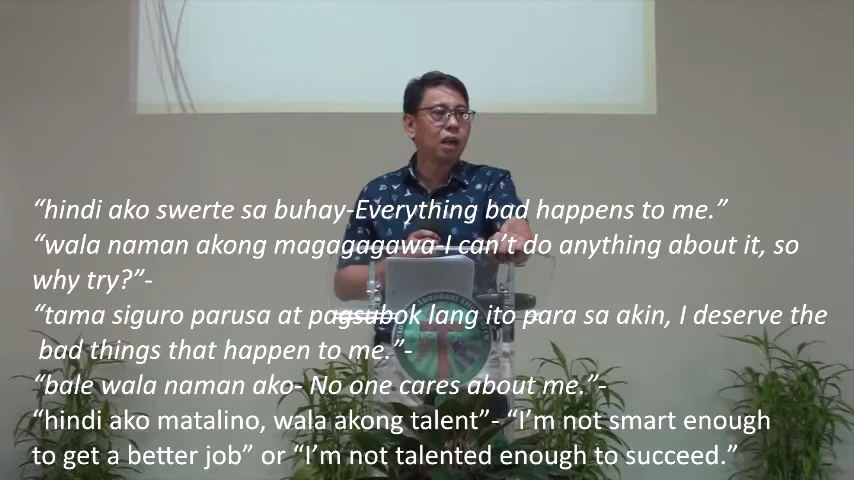 “hindi ako swerte sa buhay-Everything bad happens to me.”
“wala naman akong magagagawa-I can’t do anything about it, so
why try?”-
“tama siguro parusa at pagsubok lang ito para sa akin, I deserve the
bad things that happen to me.”-
“bale wala naman ako- No one cares about me.”-
“hindi ako matalino, wala akong talent”- “I’m not smart enough
to get a better job” or “I’m not talented enough to succeed.”
Abundant Life